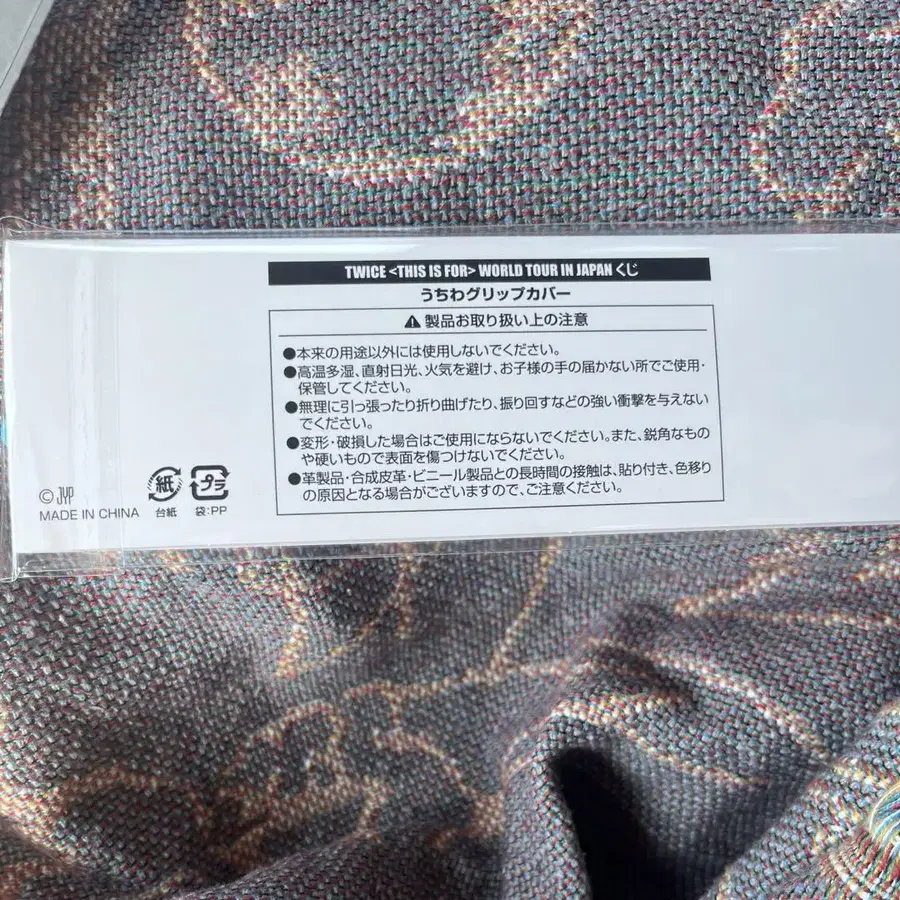 TWICE <THIS IS FOR> WORLD TOUR IN JAPAN くじ
うちわグリップカバー
⚠ 製品お取り扱い上の注意
●本来の用途以外には使用しないでください。
●高温多湿、直射日光、火気を避け、お子様の手の届かない所でご使用・
保管してください。
●無理に引っ張ったり折り曲げたり、振り回すなどの強い衝撃を与えない
でください。
●変形・破損した場合はご使用にならないでください。また、鋭角なもの
や硬いもので表面を傷つけないでください。
●革製品・合成皮革・ビニール製品との長時間の接触は、貼り付き、色移り
の原因となる場合がございますので、ご注意ください。
© JYP
MADE IN CHINA
紙
台紙
プラ
袋:PP